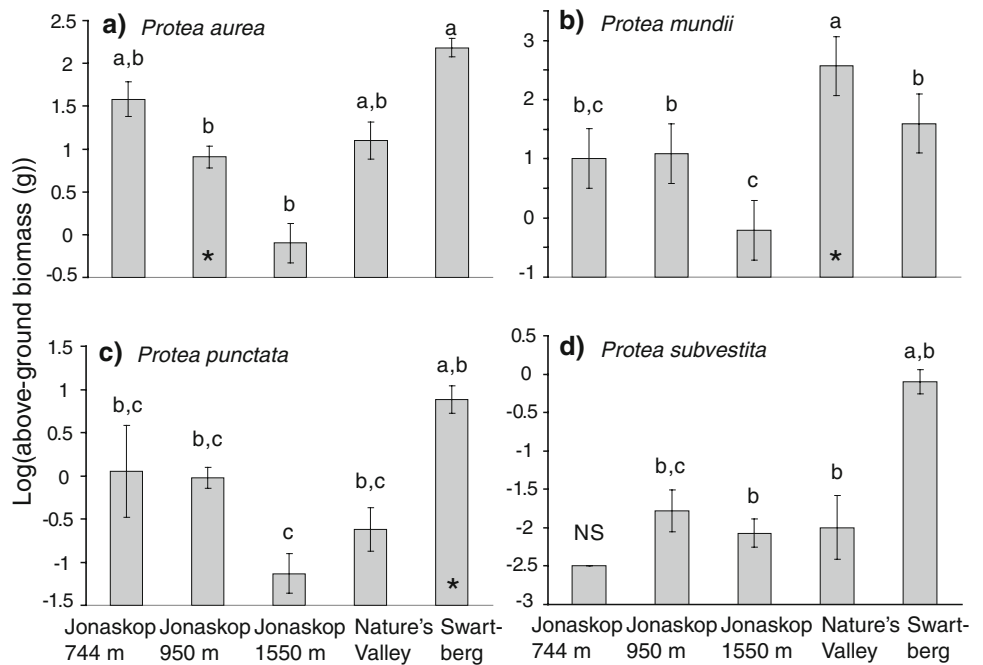 Log(above-ground biomass (g))
a) Protea aurea
2.5
2
1.5
1
0.5
0
-0.5
a,b
b
b
a,b
a
*
b) Protea mundii
3
2
1
0
-1
b,c
b
c
a
b
*
c) Protea punctata
1.5
1
0.5
0
-0.5
-1
-1.5
b,c
b,c
c
b,c
a,b
*
Jonaskop Jonaskop Jonaskop Nature's Swart-
744 m 950 m 1550 m Valley berg
d) Protea subvestita
0.5
0
-0.5
-1
-1.5
-2
-2.5
-3
NS
b,c
b
b
a,b
Jonaskop Jonaskop Jonaskop Nature's Swart-
744 m 950 m 1550 m Valley berg